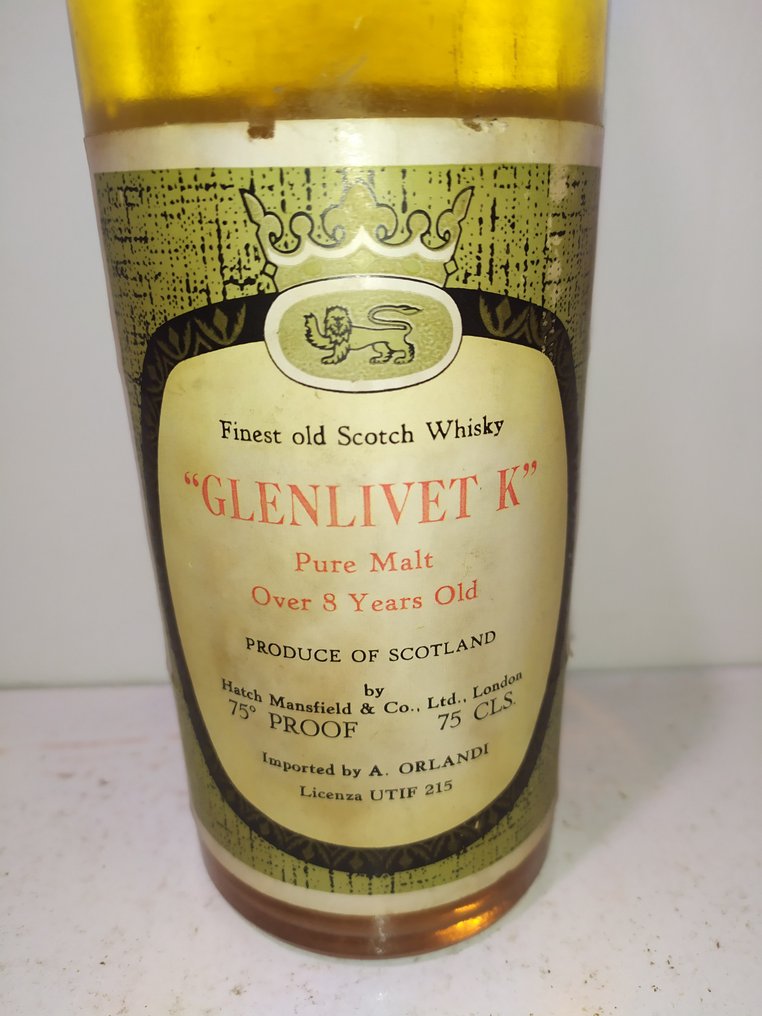 Finest old Scotch Whisky
“GLENLIVET K”
Pure Malt
Over 8 Years Old
PRODUCE OF SCOTLAND
by
Hatch Mansfield & Co., Ltd., London
75° PROOF 75 CLS.
Imported by A. ORLANDI
Licenza UTIF 215